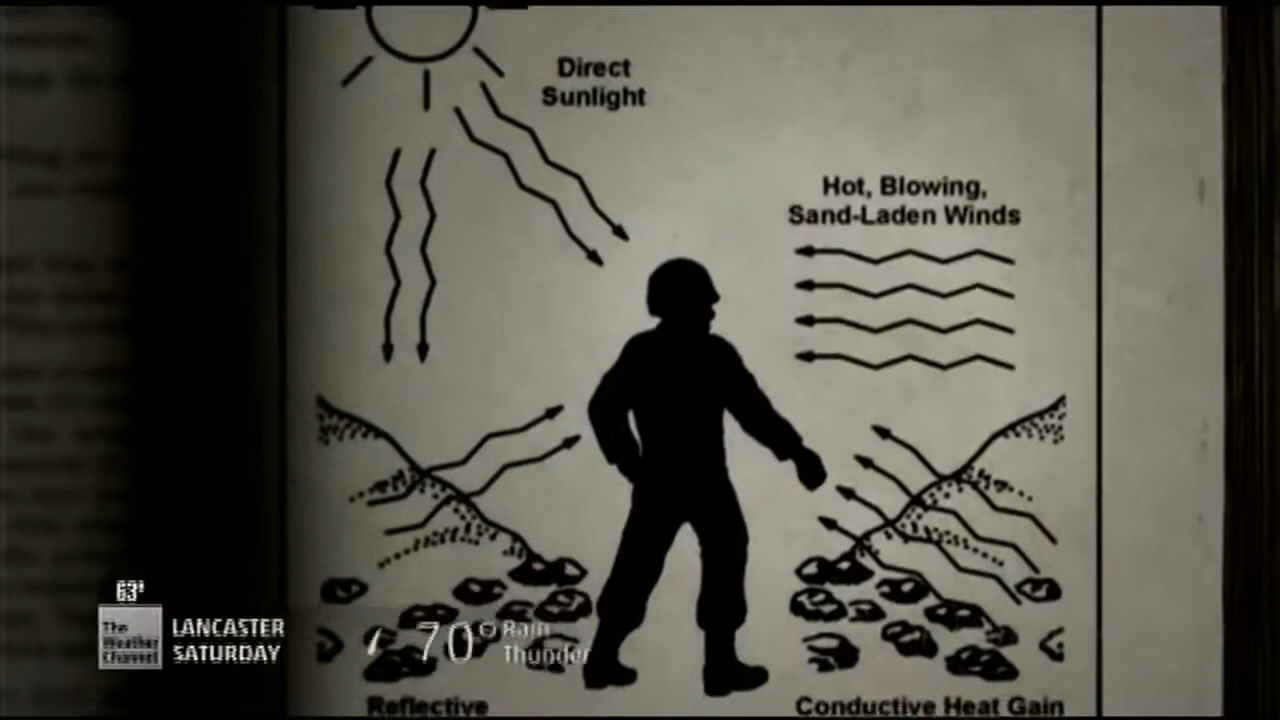 Direct
Sunlight
Hot, Blowing,
Sand-Laden Winds
63°
The
Weather
Channel
LANCASTER
SATURDAY
70° Rain
Thunder
Reflective
Conductive Heat Gain